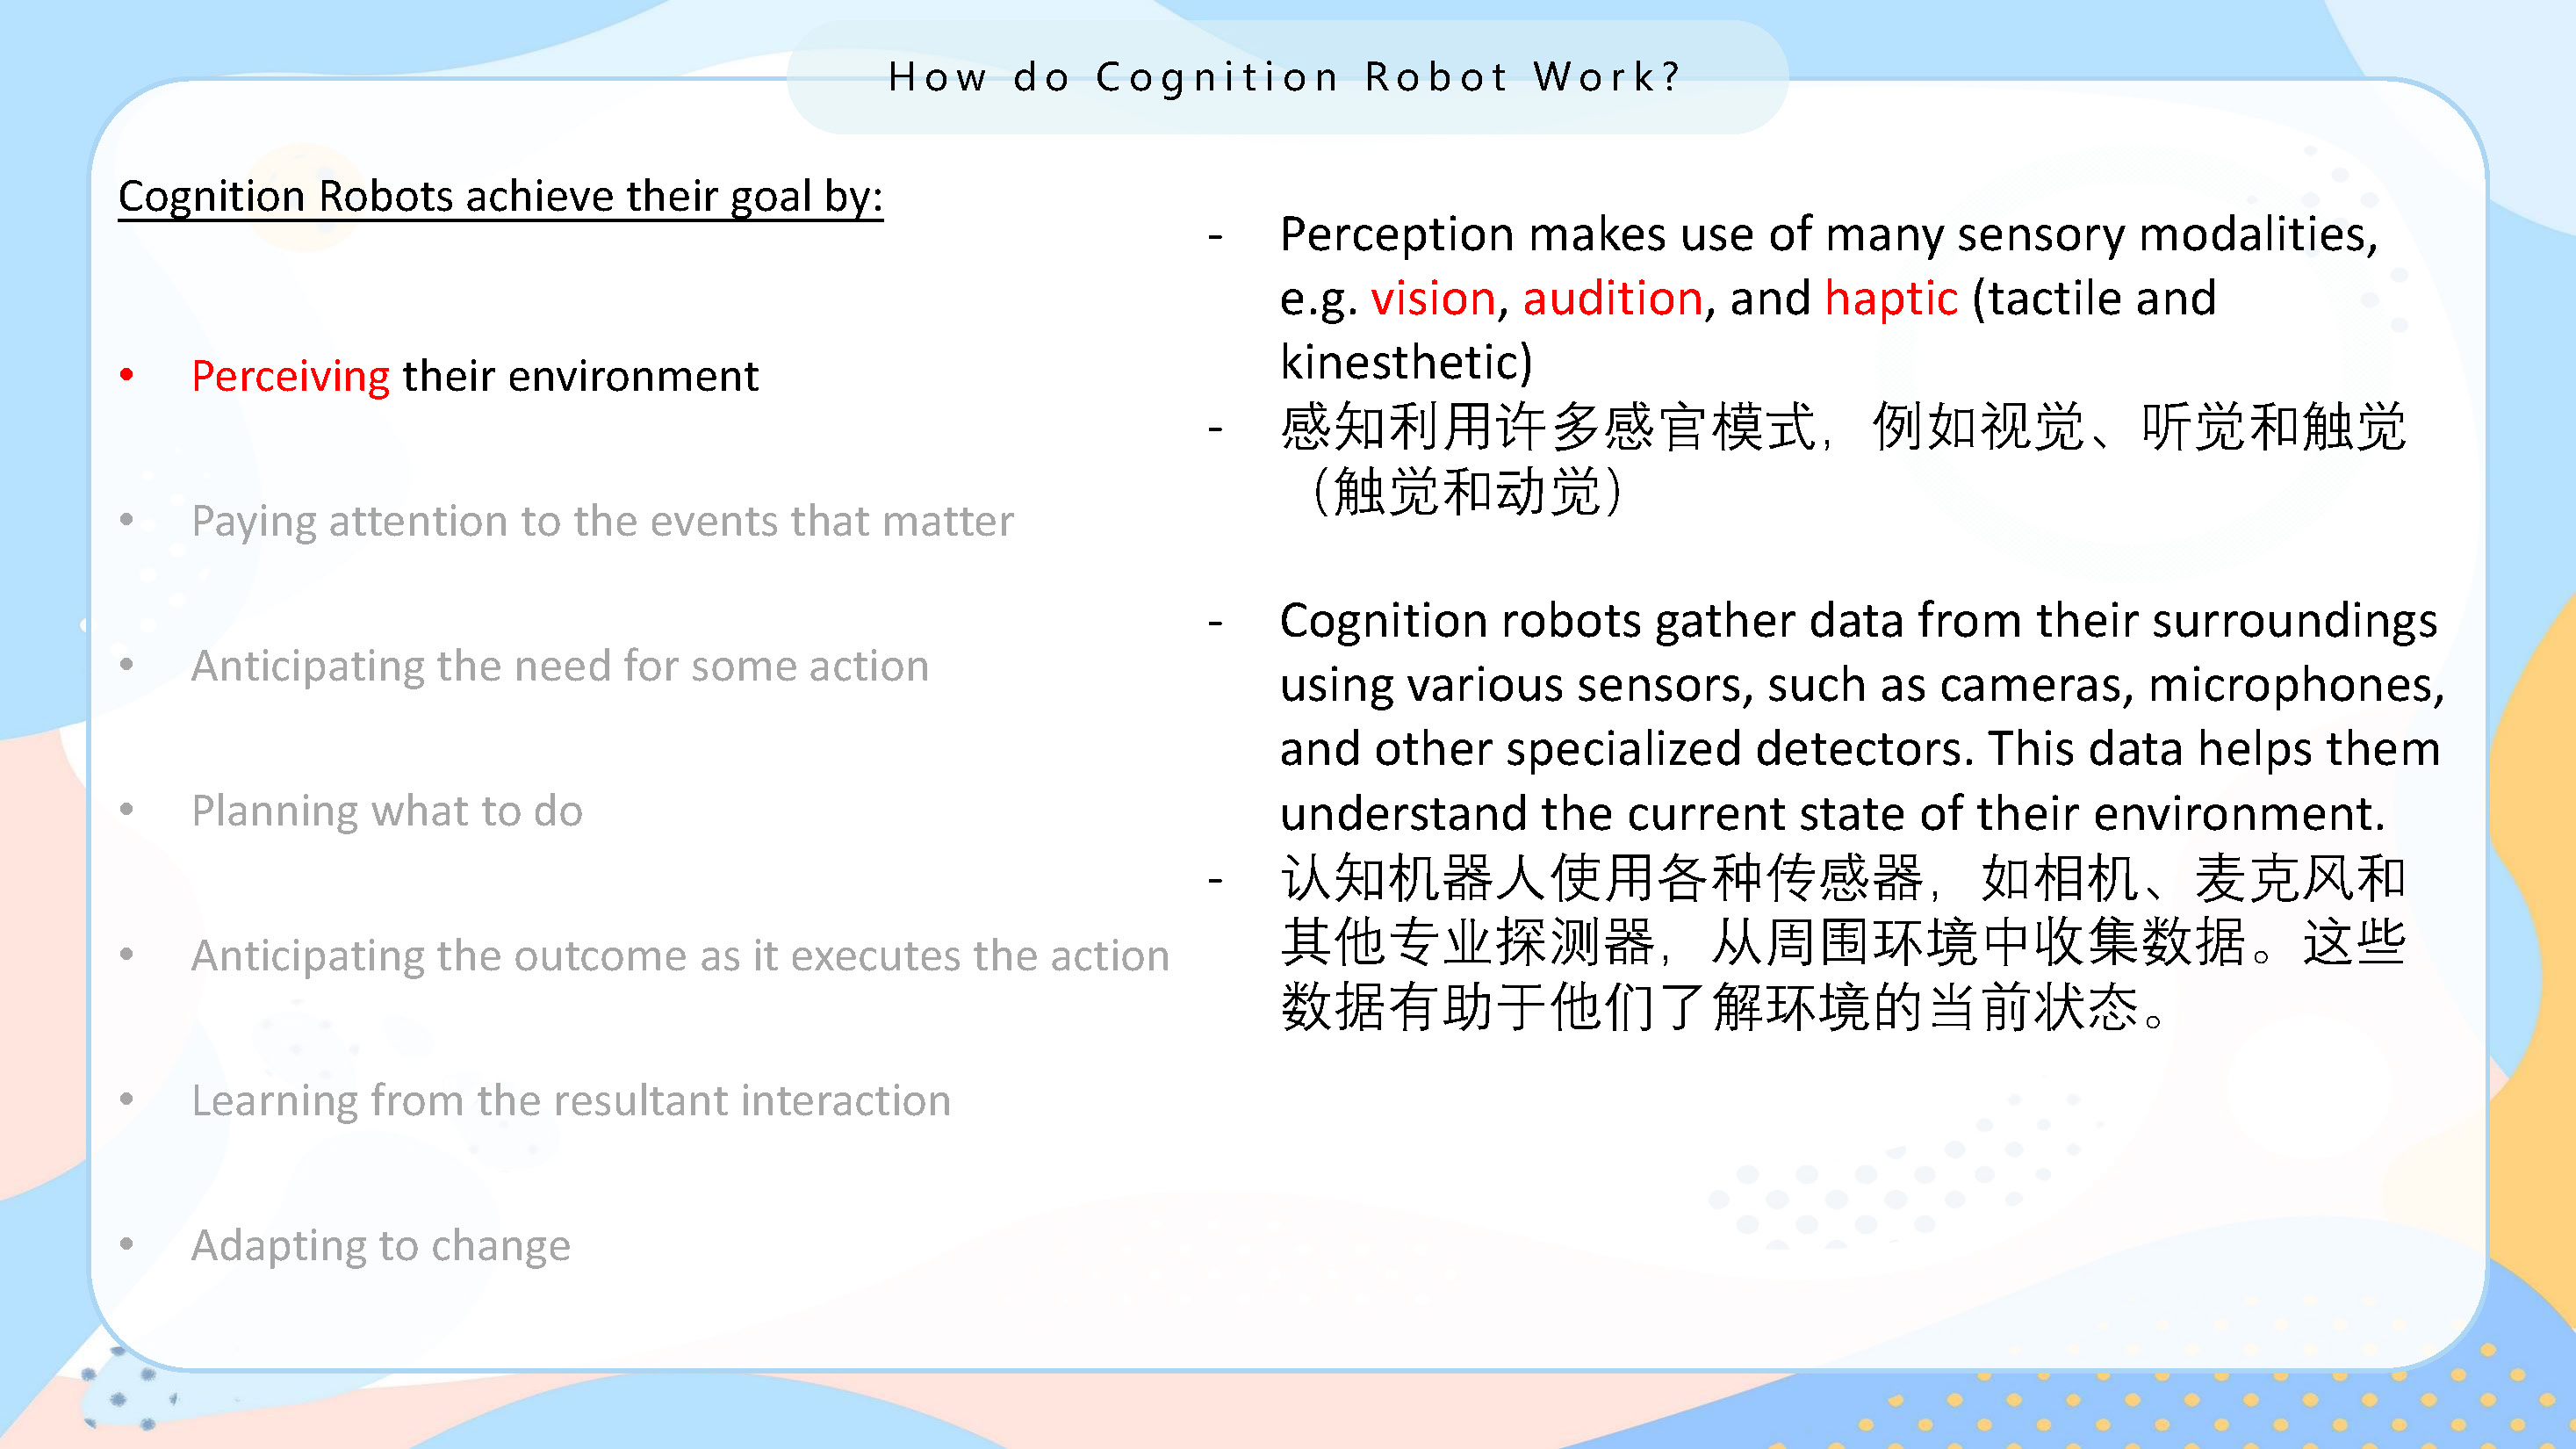 How do Cognition Robot Work?
Cognition Robots achieve their goal by:
• Perceiving their environment
• Paying attention to the events that matter
• Anticipating the need for some action
• Planning what to do
• Anticipating the outcome as it executes the action
• Learning from the resultant interaction
• Adapting to change
- Perception makes use of many sensory modalities,
e.g. vision, audition, and haptic (tactile and
kinesthetic)
- 感知利用许多感官模式，例如视觉、听觉和触觉
（触觉和动觉）
- Cognition robots gather data from their surroundings
using various sensors, such as cameras, microphones,
and other specialized detectors. This data helps them
understand the current state of their environment.
- 认知机器人使用各种传感器，如相机、麦克风和
其他专业探测器，从周围环境中收集数据。这些
数据有助于他们了解环境的当前状态。